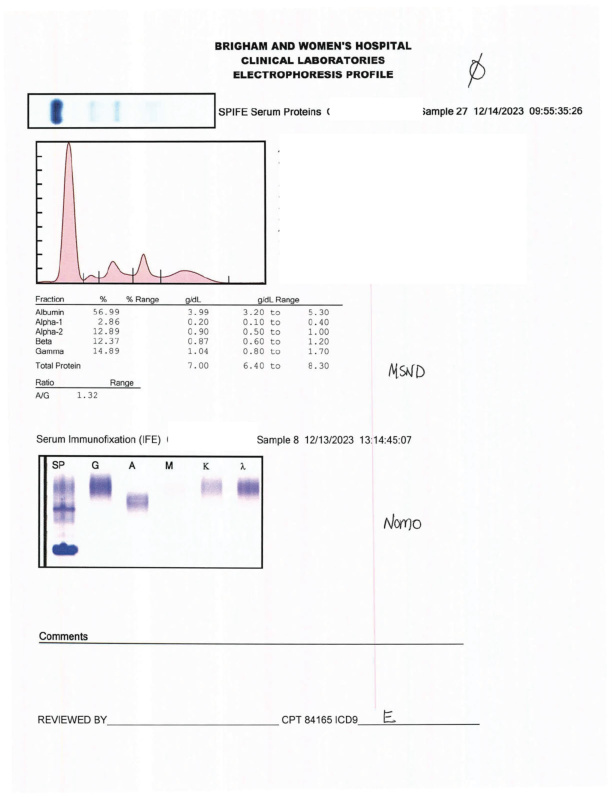 BRIGHAM AND WOMEN'S HOSPITAL
CLINICAL LABORATORIES
ELECTROPHORESIS PROFILE
Ø
SPIFE Serum Proteins ( Sample 27 12/14/2023 09:55:35:26
Fraction % % Range g/dL g/dL Range
Albumin 56.99 3.99 3.20 to 5.30
Alpha-1 2.86 0.20 0.10 to 0.40
Alpha-2 12.89 0.90 0.50 to 1.00
Beta 12.37 0.87 0.60 to 1.20
Gamma 14.89 1.04 0.80 to 1.70
Total Protein 7.00 6.40 to 8.30
MSND
Ratio Range
A/G 1.32
Serum Immunofixation (IFE) Sample 8 12/13/2023 13:14:45:07
SP G A M K λ
Nomo
Comments
REVIEWED BY CPT 84165 ICD9 E